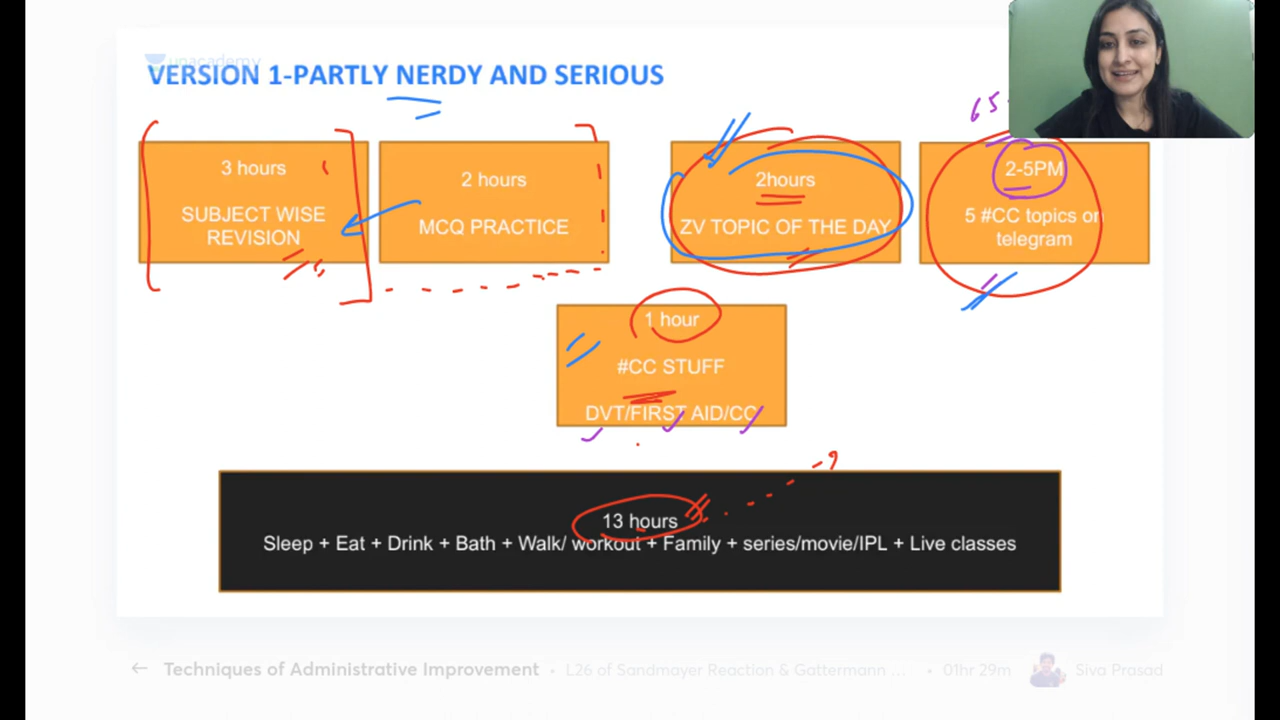 unacademy
VERSION 1-PARTLY NERDY AND SERIOUS
65
3 hours
SUBJECT WISE
REVISION
2 hours
MCQ PRACTICE
2hours
ZV TOPIC OF THE DAY
2-5PM
5 #CC topics on
telegram
1 hour
#CC STUFF
DVT/FIRST AID/CC
13 hours
Sleep + Eat + Drink + Bath + Walk/ workout + Family + series/movie/IPL + Live classes
← Techniques of Administrative Improvement • L26 of Sandmayer Reaction & Gattermann ... • 01hr 29m Siva Prasad